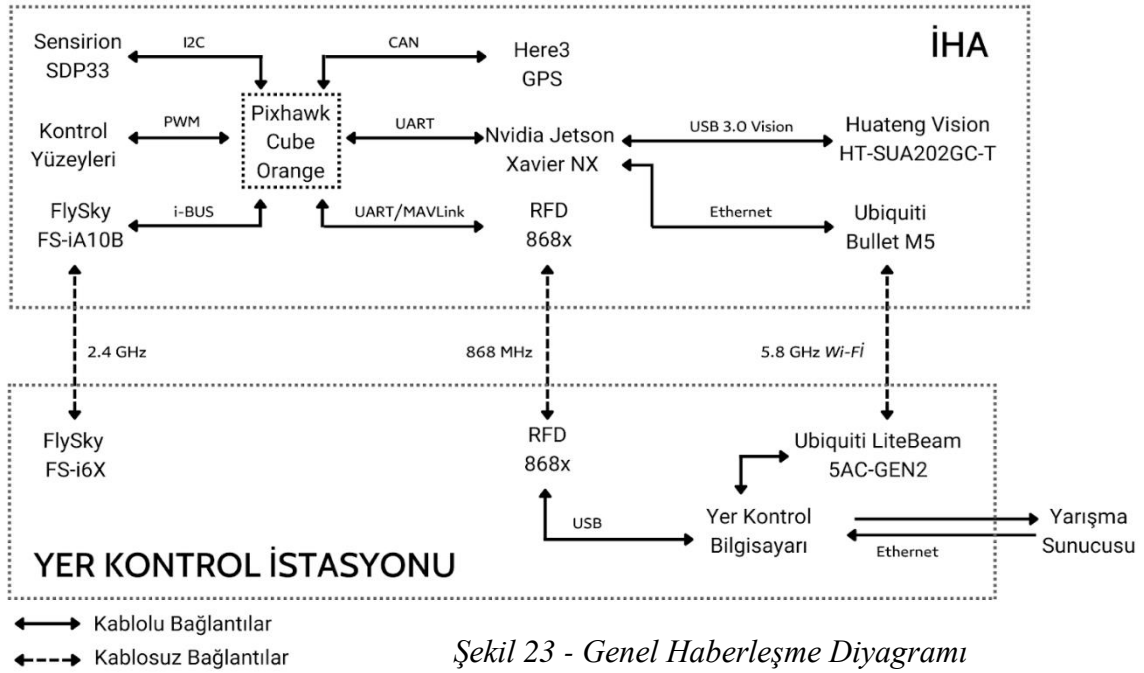 İHA
Sensirion
SDP33
I2C
CAN
Here3
GPS
Kontrol
Yüzeyleri
PWM
Pixhawk
Cube
Orange
UART
Nvidia Jetson
Xavier NX
USB 3.0 Vision
Huateng Vision
HT-SUA202GC-T
FlySky
FS-iA10B
i-BUS
UART/MAVLink
RFD
868x
Ethernet
Ubiquiti
Bullet M5
2.4 GHz
868 MHz
5.8 GHz Wi-Fİ
FlySky
FS-i6X
RFD
868x
Ubiquiti LiteBeam
5AC-GEN2
USB
Yer Kontrol
Bilgisayarı
Ethernet
Yarışma
Sunucusu
YER KONTROL İSTASYONU
Kablolu Bağlantılar
Kablosuz Bağlantılar
Şekil 23 - Genel Haberleşme Diyagramı